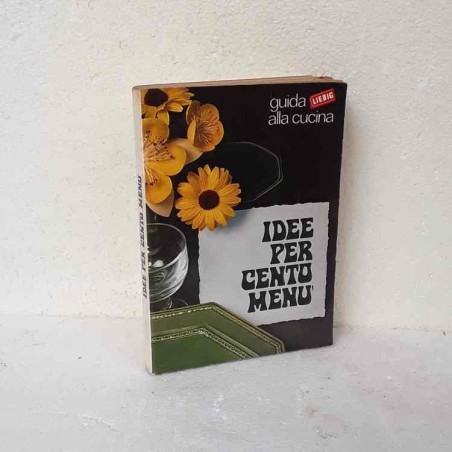 guida LIEBIG
alla cucina
IDEE
PER
CENTO
MENU'
IDEE PER CENTO MENU